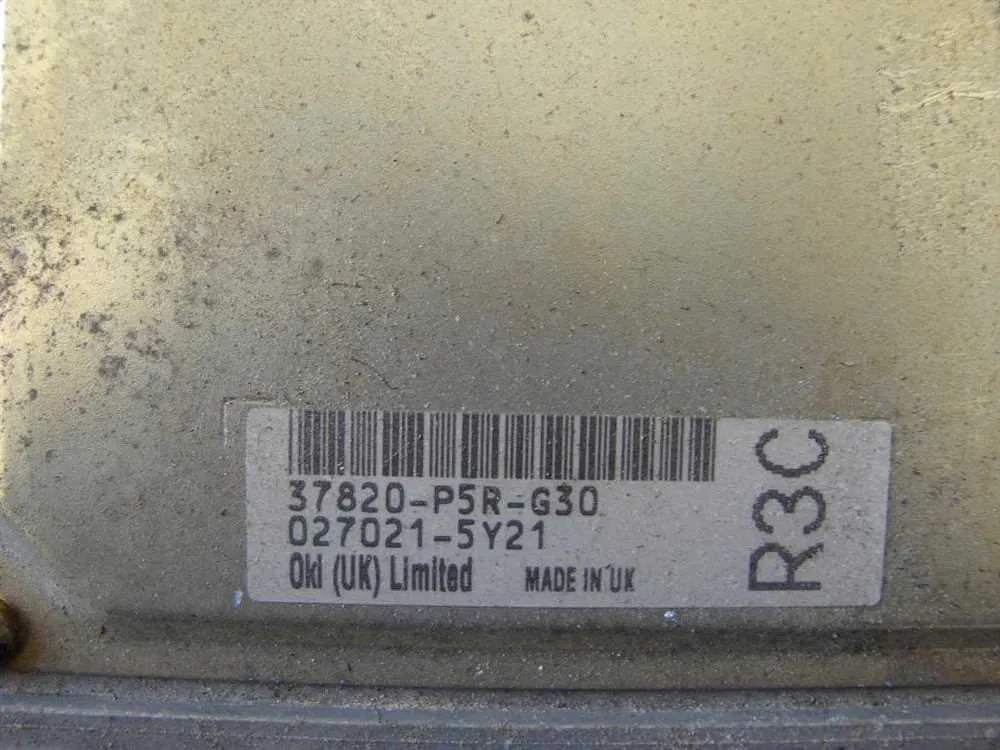 37820-P5R-G30
027021-5Y21
Oki (UK) Limited MADE IN UK
R3C